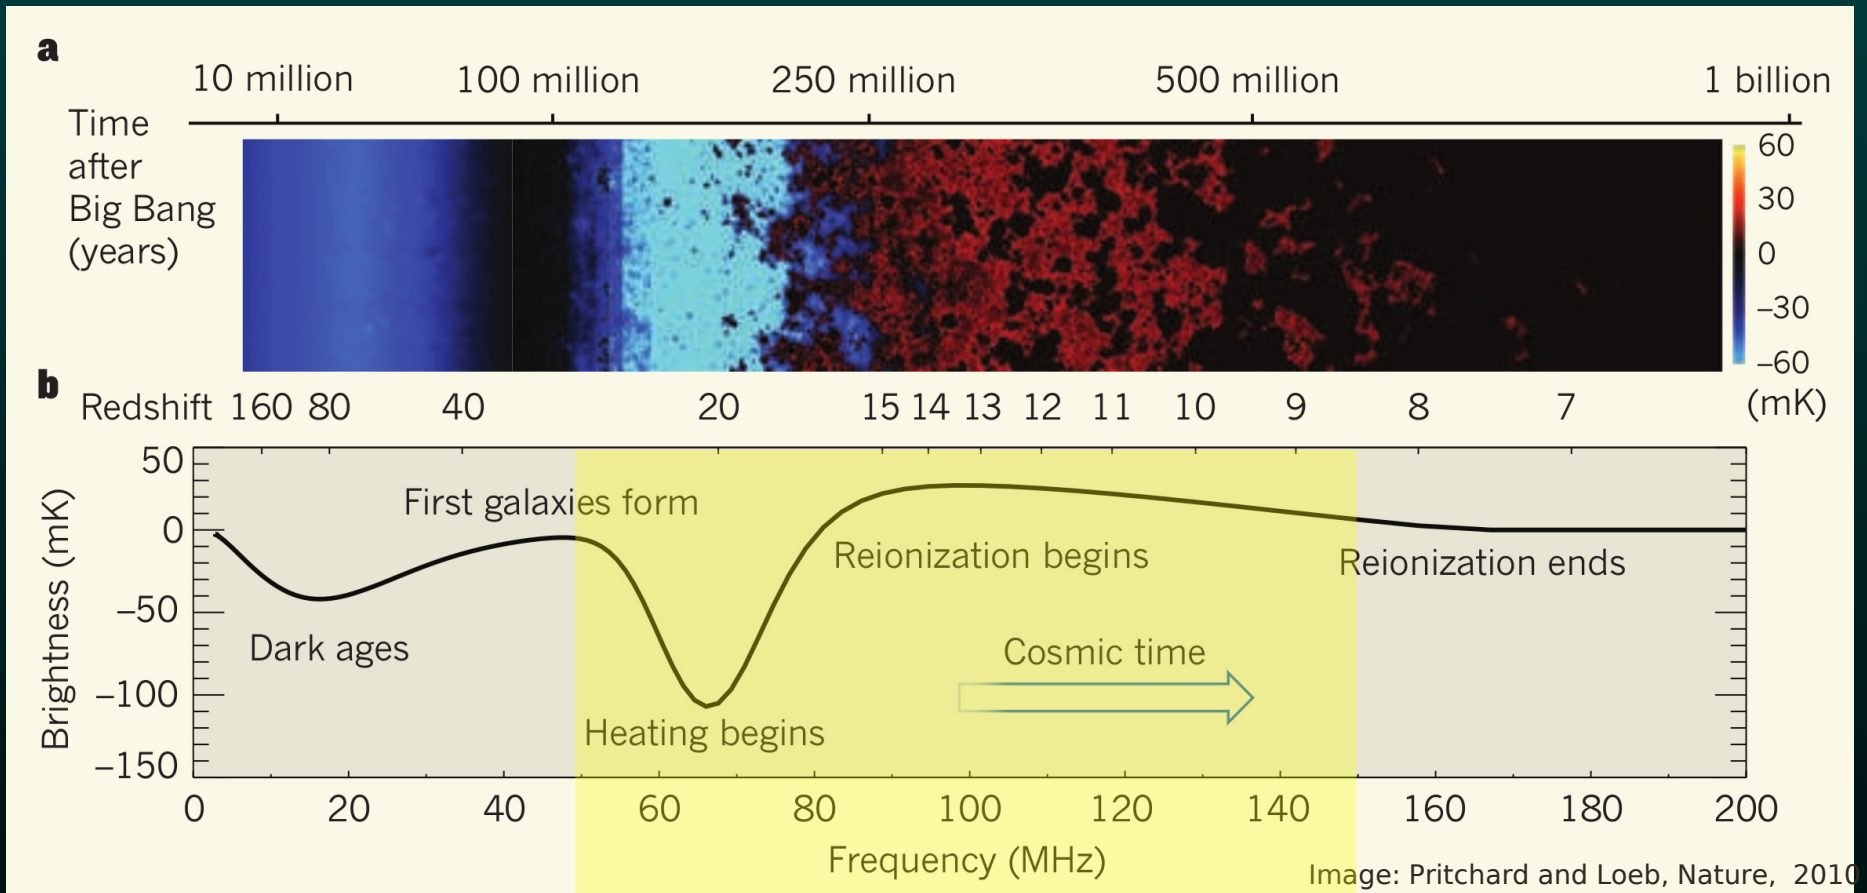 a
10 million 100 million 250 million 500 million 1 billion
Time
after
Big Bang
(years)
60
30
0
–30
–60
(mK)
b
Redshift 160 80 40 20 15 14 13 12 11 10 9 8 7
50
0
–50
–100
–150
Brightness (mK)
First galaxies form
Reionization begins
Reionization ends
Dark ages
Cosmic time
Heating begins
0 20 40 60 80 100 120 140 160 180 200
Frequency (MHz)
Image: Pritchard and Loeb, Nature, 2010